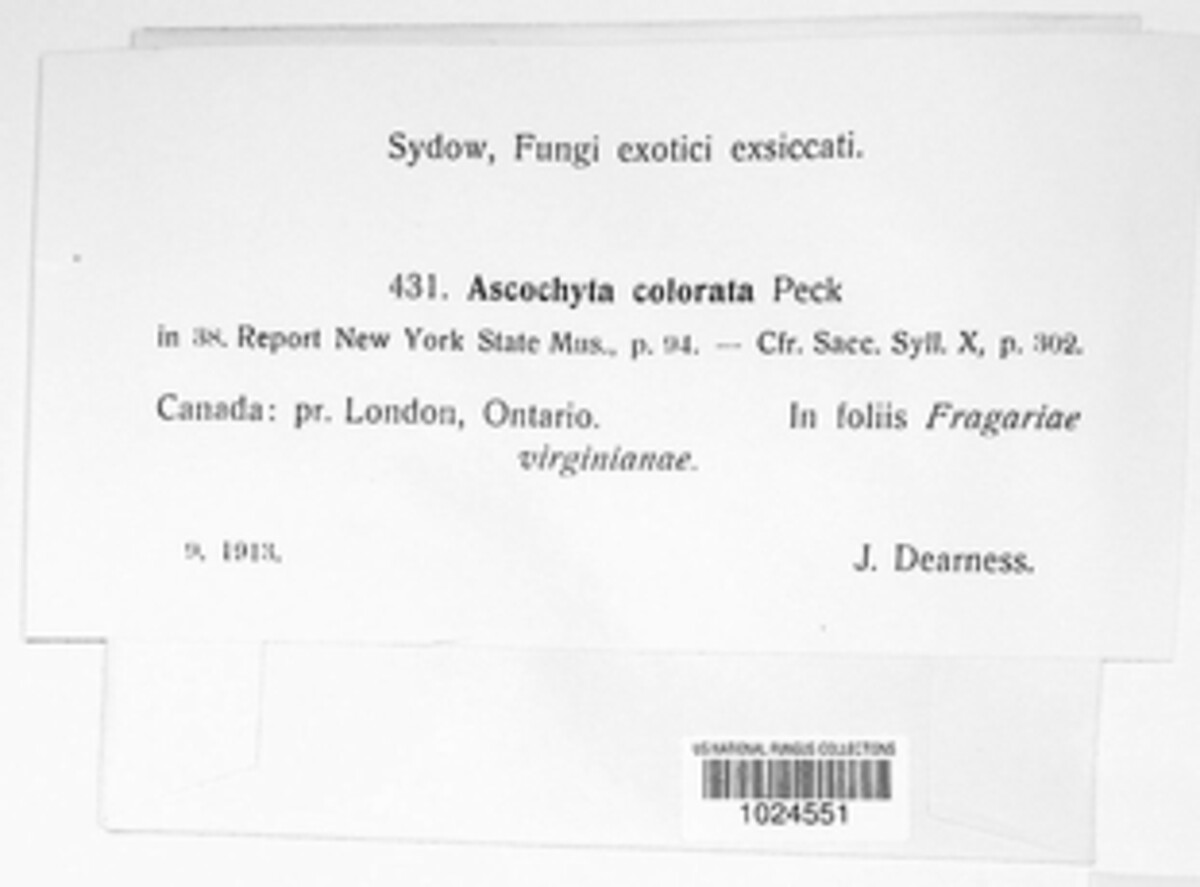 Sydow, Fungi exotici exsiccati.
431. Ascochyta colorata Peck
in 38. Report New York State Mus., p. 94. — Cfr. Sacc. Syll. X, p. 302.
Canada: pr. London, Ontario. In foliis Fragariae
virginianae.
9. 1913. J. Dearness.
US NATIONAL FUNGUS COLLECTIONS
1024551